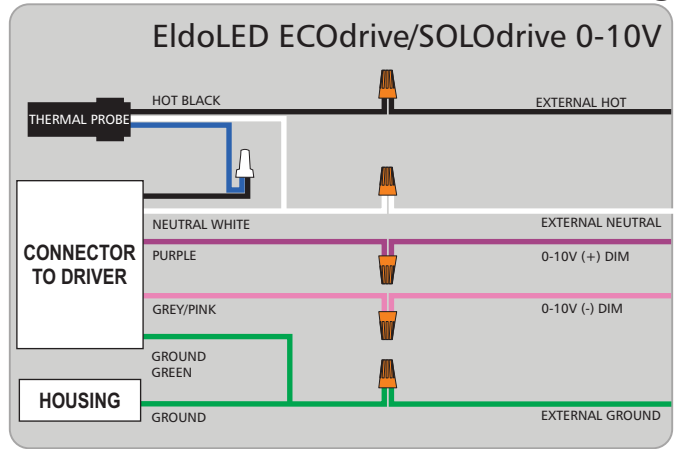 EldoLED ECOdrive/SOLOdrive 0-10V
HOT BLACK
EXTERNAL HOT
THERMAL PROBE
NEUTRAL WHITE
EXTERNAL NEUTRAL
CONNECTOR
TO DRIVER
PURPLE
0-10V (+) DIM
GREY/PINK
0-10V (-) DIM
GROUND
GREEN
HOUSING
GROUND
EXTERNAL GROUND